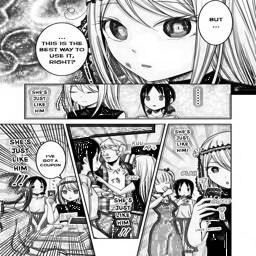 BUT
...
...
THIS IS THE
BEST WAY TO
USE IT,
RIGHT?
SHE'S
JUST
LIKE
HIM
SHE'S
JUST
LIKE
HIM!!
I'VE
GOT A
COUPON
SHE'S
JUST
LIKE
HIM
SHE'S
JUST
LIKE
HIM!!